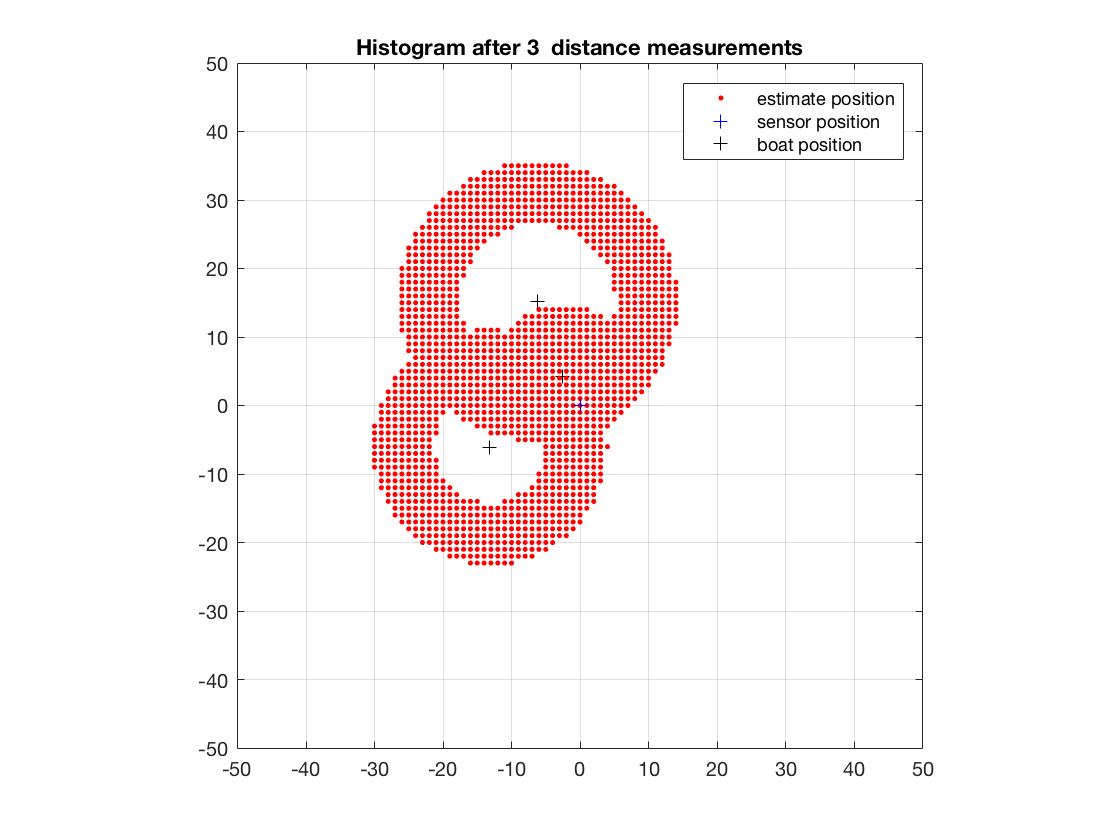 Histogram after 3  distance measurements
estimate position
sensor position
boat position
50
40
30
20
10
0
-10
-20
-30
-40
-50
-50 -40 -30 -20 -10 0 10 20 30 40 50